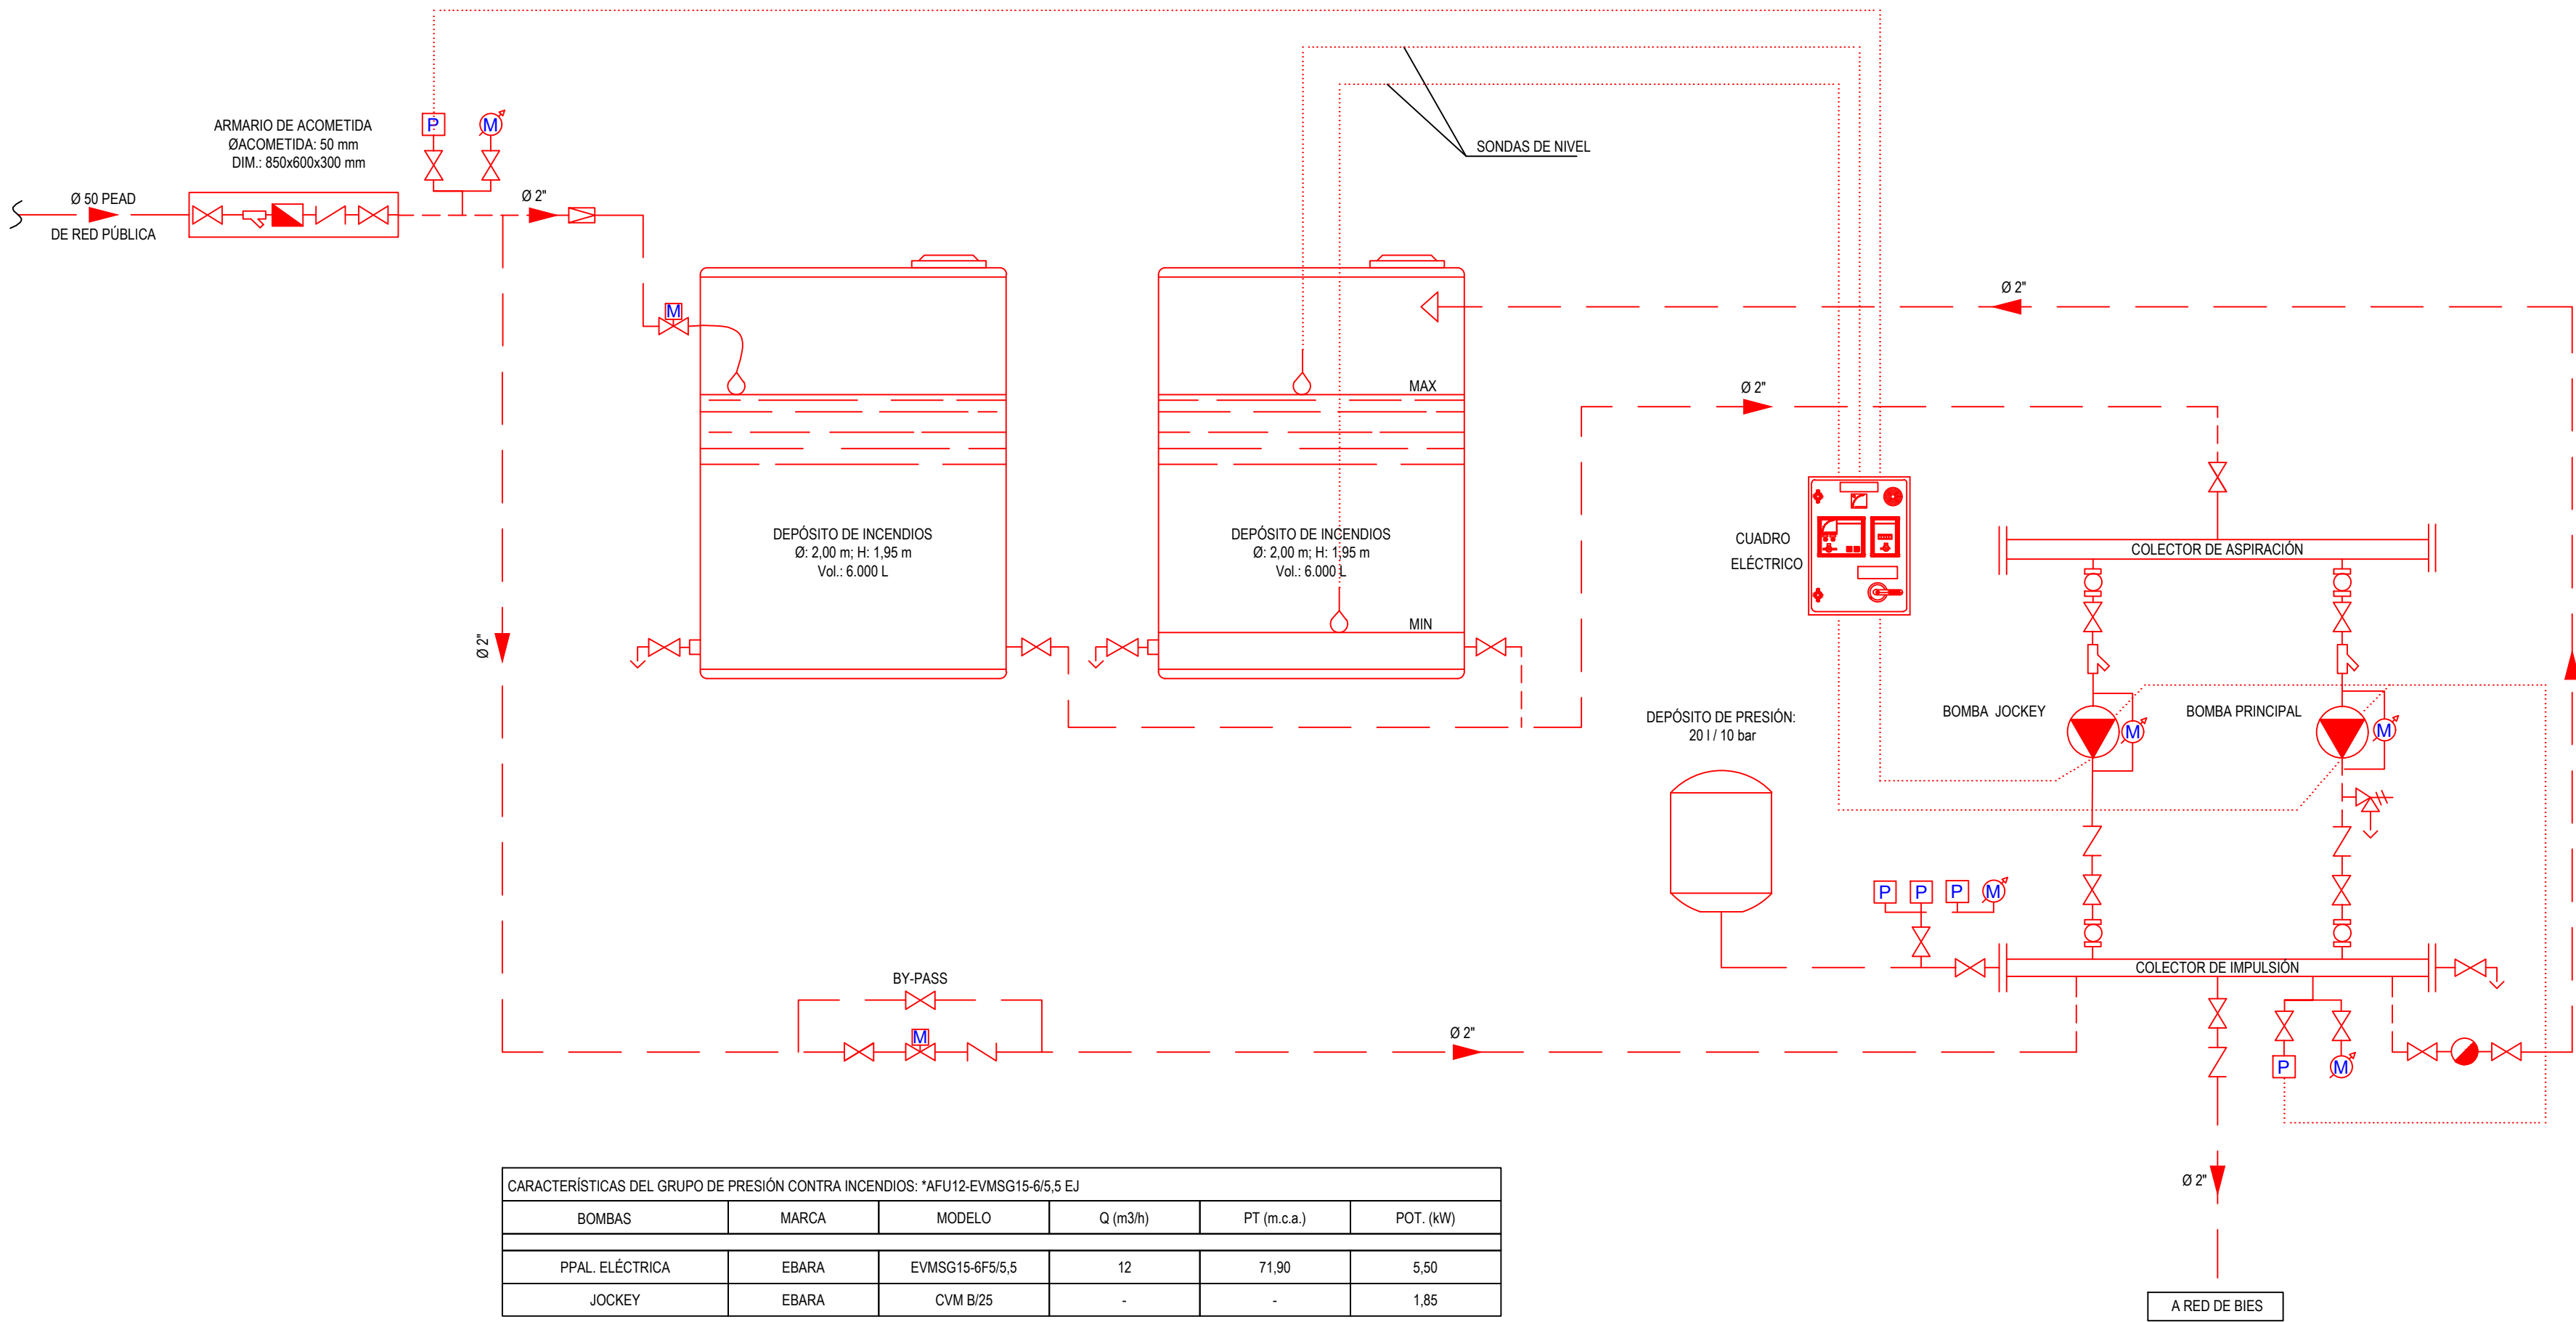 ARMARIO DE ACOMETIDA
ØACOMETIDA: 50 mm
DIM.: 850x600x300 mm
P
M
SONDAS DE NIVEL
Ø 50 PEAD
DE RED PÚBLICA
Ø 2"
M
Ø 2"
MAX
Ø 2"
DEPÓSITO DE INCENDIOS
Ø: 2,00 m; H: 1,95 m
Vol.: 6.000 L
DEPÓSITO DE INCENDIOS
Ø: 2,00 m; H: 1,95 m
Vol.: 6.000 L
CUADRO
ELÉCTRICO
COLECTOR DE ASPIRACIÓN
MIN
Ø 2"
DEPÓSITO DE PRESIÓN:
20 l / 10 bar
BOMBA JOCKEY
M
BOMBA PRINCIPAL
M
P
P
P
M
COLECTOR DE IMPULSIÓN
BY-PASS
M
Ø 2"
P
M
Ø 2"
CARACTERÍSTICAS DEL GRUPO DE PRESIÓN CONTRA INCENDIOS: *AFU12-EVMSG15-6/5,5 EJ
BOMBAS MARCA MODELO Q (m3/h) PT (m.c.a.) POT. (kW)
PPAL. ELÉCTRICA EBARA EVMSG15-6F5/5,5 12 71,90 5,50
JOCKEY EBARA CVM B/25 - - 1,85
A RED DE BIES